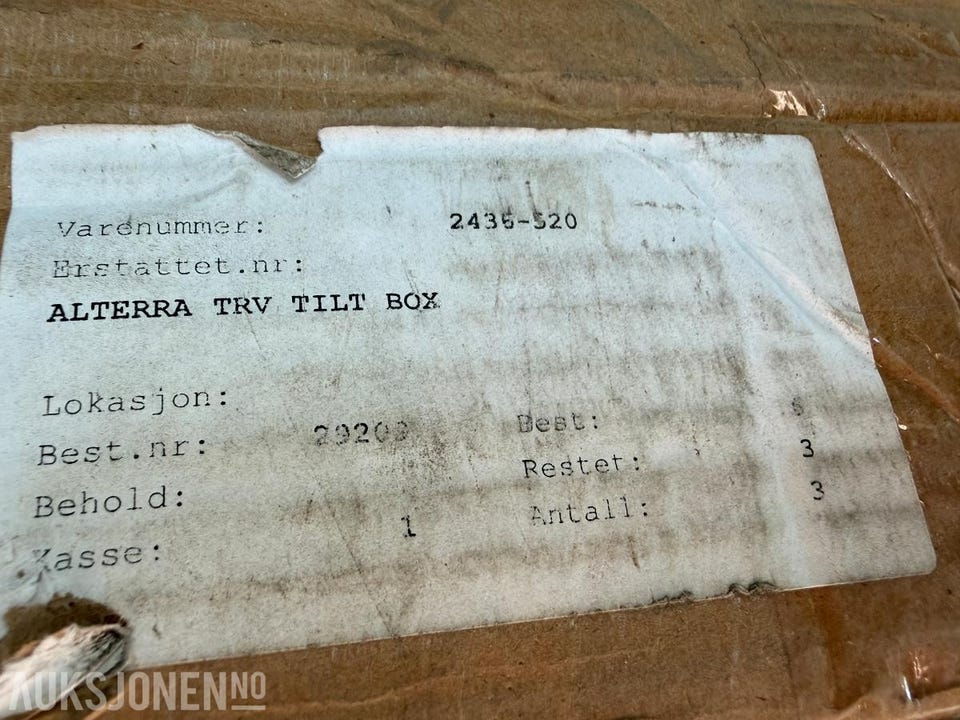 Varenummer: 2436-520
Erstattet.nr:
ALTERRA TRV TILT BOX
Lokasjon:
Best.nr: Best:
Behold: Restet: 3
Kasse: 1 Antall: 3
AUKSJONEN NO